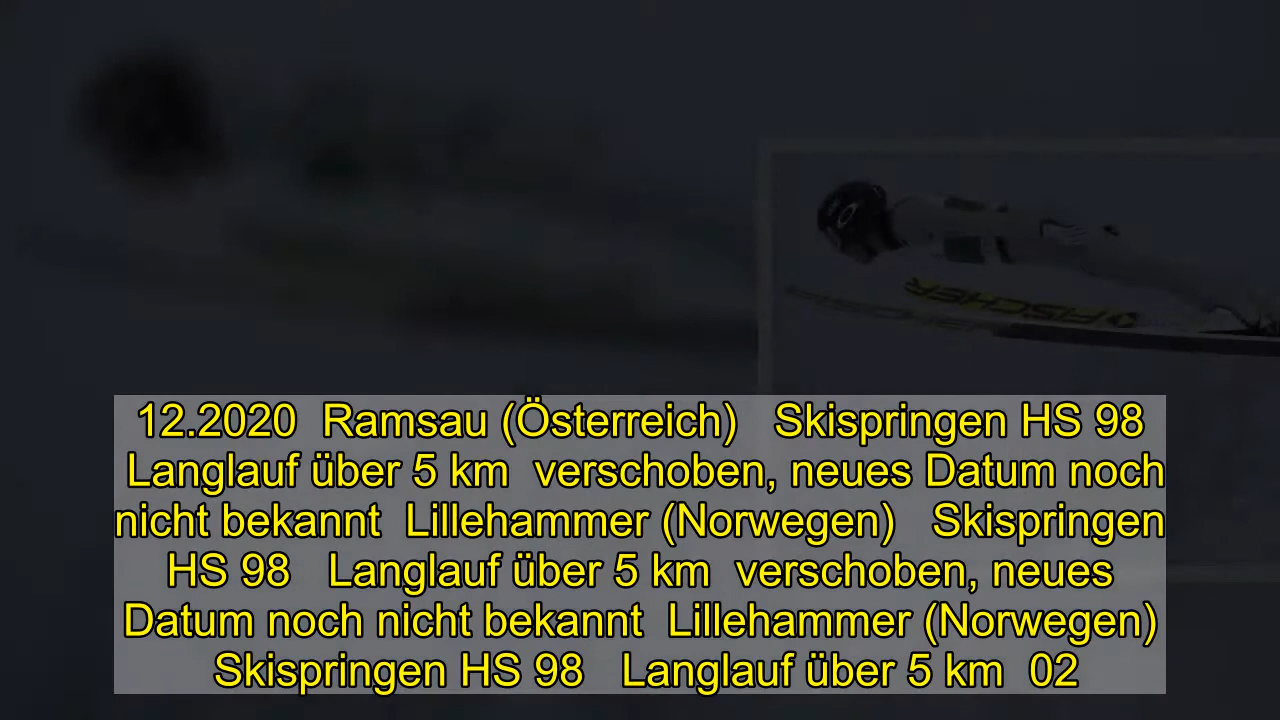 FISCHER
12.2020 Ramsau (Österreich) Skispringen HS 98
Langlauf über 5 km verschoben, neues Datum noch
nicht bekannt Lillehammer (Norwegen) Skispringen
HS 98 Langlauf über 5 km verschoben, neues
Datum noch nicht bekannt Lillehammer (Norwegen)
Skispringen HS 98 Langlauf über 5 km 02